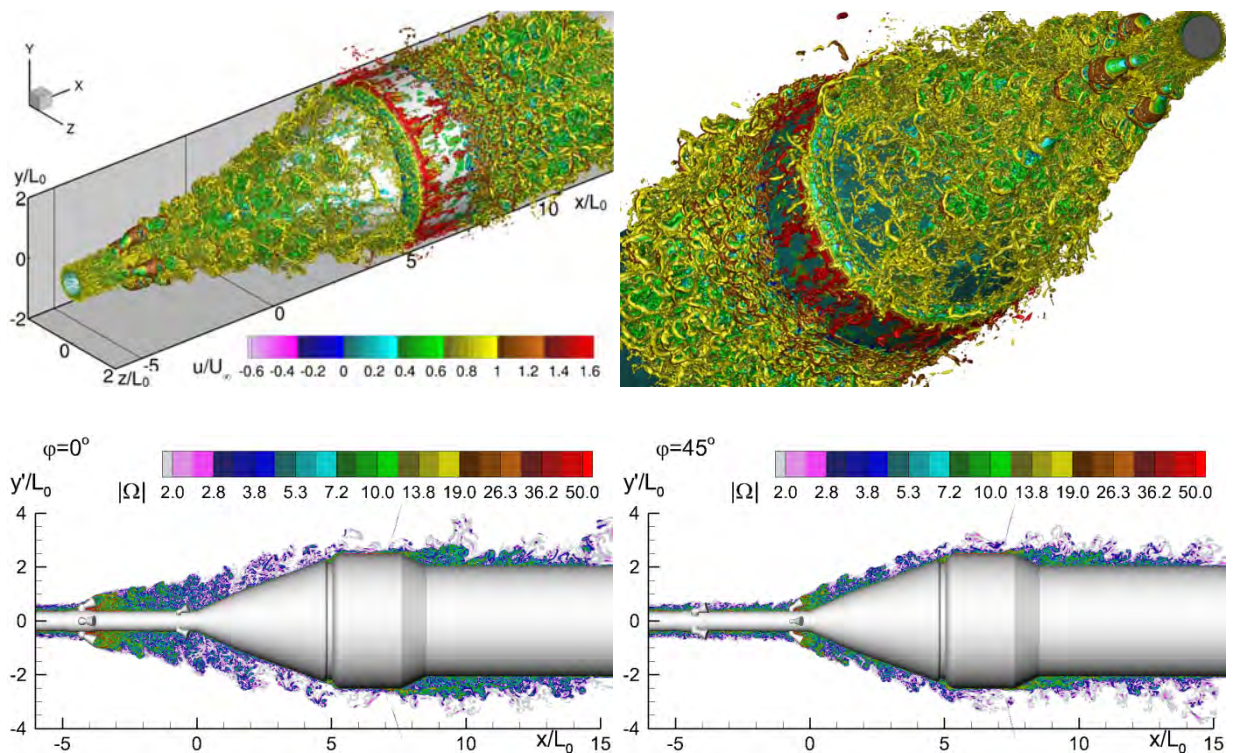 Y
X
Z
y/L₀
2
0
-2
0
2
z/L₀
-5
0
5
10
x/L₀
u/U∞
-0.6 -0.4 -0.2 0 0.2 0.4 0.6 0.8 1 1.2 1.4 1.6
φ=0°
y'/L₀
|Ω|
2.0 2.8 3.8 5.3 7.2 10.0 13.8 19.0 26.3 36.2 50.0
4
2
0
-2
-4
-5 0 5 10 x/L₀ 15
φ=45°
y'/L₀
|Ω|
2.0 2.8 3.8 5.3 7.2 10.0 13.8 19.0 26.3 36.2 50.0
4
2
0
-2
-4
-5 0 5 10 x/L₀ 15